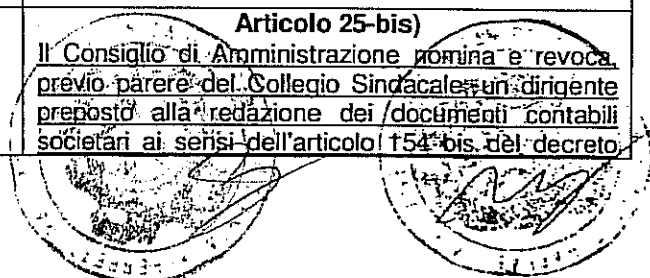 Articolo 25-bis)
Il Consiglio di Amministrazione nomina e revoca,
previo parere del Collegio Sindacale, un dirigente
preposto alla redazione dei documenti contabili
societari ai sensi dell'articolo 154 bis del decreto